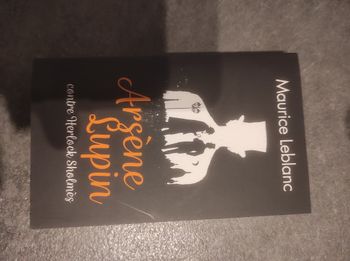 Maurice Leblanc
Arsène
Lupin
contre Herlock Sholmès